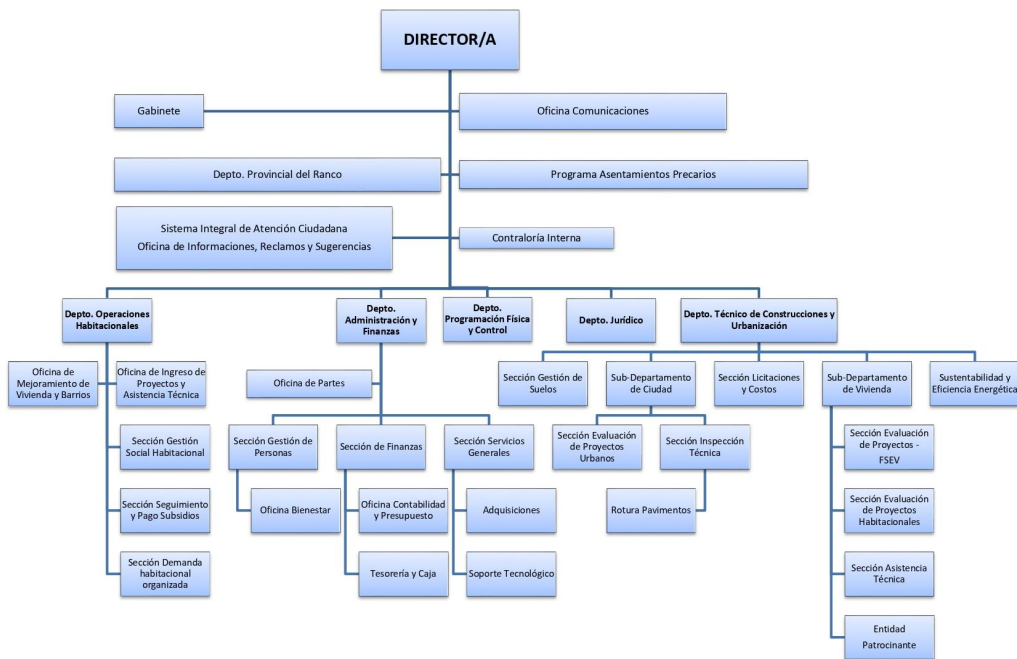 DIRECTOR/A
Gabinete
Oficina Comunicaciones
Depto. Provincial del Ranco
Programa Asentamientos Precarios
Sistema Integral de Atención Ciudadana
Oficina de Informaciones, Reclamos y Sugerencias
Contraloría Interna
Depto. Operaciones
Habitacionales
Depto.
Administración y
Finanzas
Depto.
Programación Física
y Control
Depto. Jurídico
Depto. Técnico de Construcciones y
Urbanización
Oficina de
Mejoramiento de
Vivienda y Barrios
Oficina de Ingreso de
Proyectos y
Asistencia Técnica
Oficina de Partes
Sección Gestión de
Suelos
Sub-Departamento
de Ciudad
Sección Licitaciones
y Costos
Sub-Departamento
de Vivienda
Sustentabilidad y
Eficiencia Energética
Sección Gestión
Social Habitacional
Sección Gestión de
Personas
Sección de Finanzas
Sección Servicios
Generales
Sección Evaluación
de Proyectos
Urbanos
Sección Inspección
Técnica
Sección Evaluación
de Proyectos -
FSEV
Sección Seguimiento
y Pago Subsidios
Oficina Bienestar
Oficina Contabilidad
y Presupuesto
Adquisiciones
Rotura Pavimentos
Sección Evaluación
de Proyectos
Habitacionales
Sección Demanda
habitacional
organizada
Tesorería y Caja
Soporte Tecnológico
Sección Asistencia
Técnica
Entidad
Patrocinante